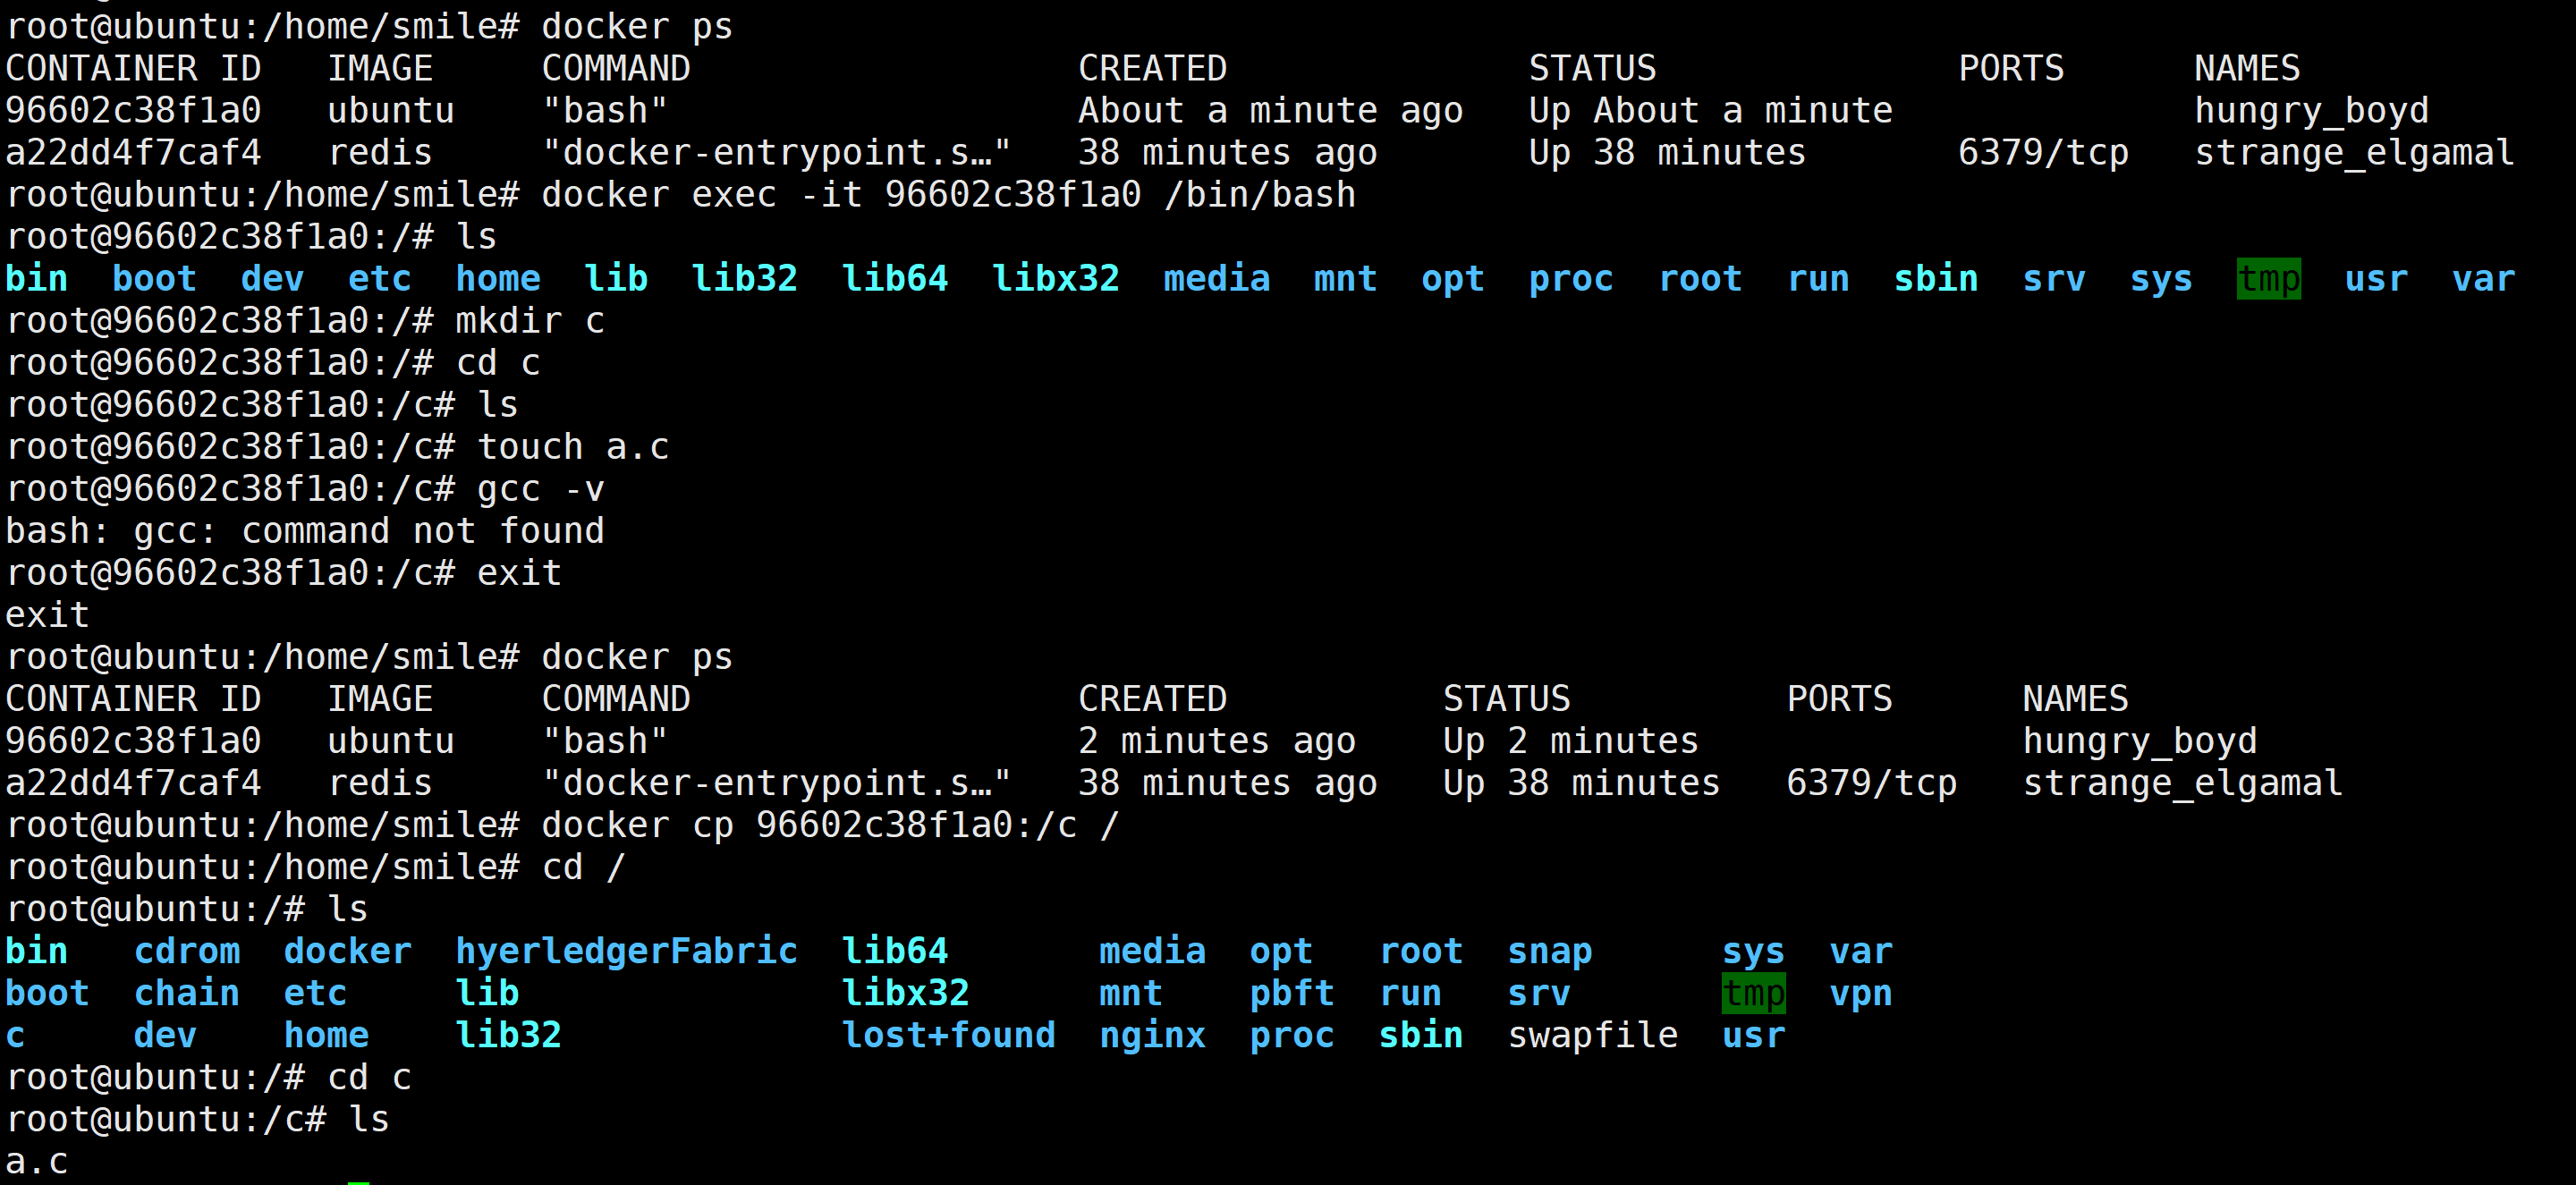 root@ubuntu:/home/smile# docker ps
CONTAINER ID   IMAGE     COMMAND                  CREATED              STATUS              PORTS      NAMES
96602c38f1a0   ubuntu    "bash"                   About a minute ago   Up About a minute              hungry_boyd
a22dd4f7caf4   redis     "docker-entrypoint.s…"   38 minutes ago       Up 38 minutes       6379/tcp   strange_elgamal
root@ubuntu:/home/smile# docker exec -it 96602c38f1a0 /bin/bash
root@96602c38f1a0:/# ls
bin  boot  dev  etc  home  lib  lib32  lib64  libx32  media  mnt  opt  proc  root  run  sbin  srv  sys  tmp  usr  var
root@96602c38f1a0:/# mkdir c
root@96602c38f1a0:/# cd c
root@96602c38f1a0:/c# ls
root@96602c38f1a0:/c# touch a.c
root@96602c38f1a0:/c# gcc -v
bash: gcc: command not found
root@96602c38f1a0:/c# exit
exit
root@ubuntu:/home/smile# docker ps
CONTAINER ID   IMAGE     COMMAND                  CREATED          STATUS          PORTS      NAMES
96602c38f1a0   ubuntu    "bash"                   2 minutes ago    Up 2 minutes               hungry_boyd
a22dd4f7caf4   redis     "docker-entrypoint.s…"   38 minutes ago   Up 38 minutes   6379/tcp   strange_elgamal
root@ubuntu:/home/smile# docker cp 96602c38f1a0:/c /
root@ubuntu:/home/smile# cd /
root@ubuntu:/# ls
bin   cdrom  docker  hyerledgerFabric  lib64       media  opt   root  snap      sys  var
boot  chain  etc     lib               libx32      mnt    pbft  run   srv       tmp  vpn
c     dev    home    lib32             lost+found  nginx  proc  sbin  swapfile  usr
root@ubuntu:/# cd c
root@ubuntu:/c# ls
a.c